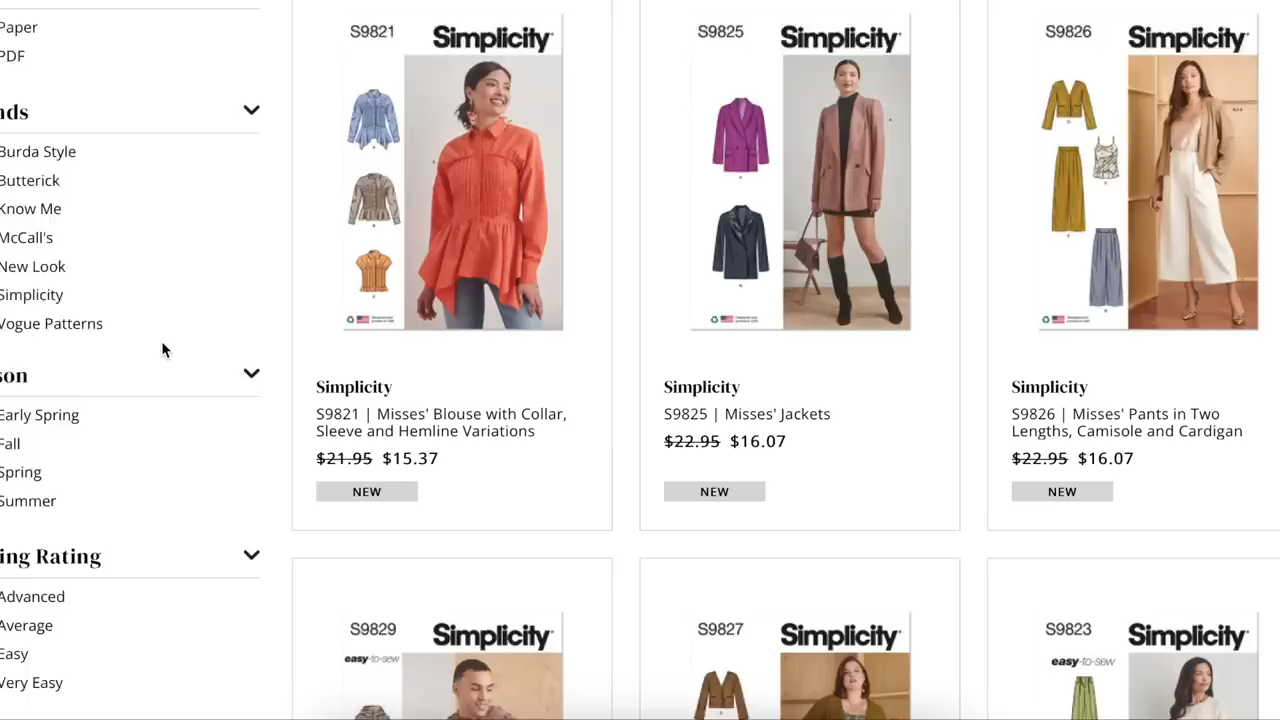 Paper
PDF
nds
Burda Style
Butterick
Know Me
McCall's
New Look
Simplicity
Vogue Patterns
son
Early Spring
Fall
Spring
Summer
ing Rating
Advanced
Average
Easy
Very Easy
S9821 Simplicity
Simplicity
S9821 | Misses' Blouse with Collar,
Sleeve and Hemline Variations
$21.95 $15.37
NEW
S9825 Simplicity
Simplicity
S9825 | Misses' Jackets
$22.95 $16.07
NEW
S9826 Simplicity
Simplicity
S9826 | Misses' Pants in Two
Lengths, Camisole and Cardigan
$22.95 $16.07
NEW
S9829 Simplicity
easy-to-sew
S9827 Simplicity
S9823 Simplicity
easy-to-sew